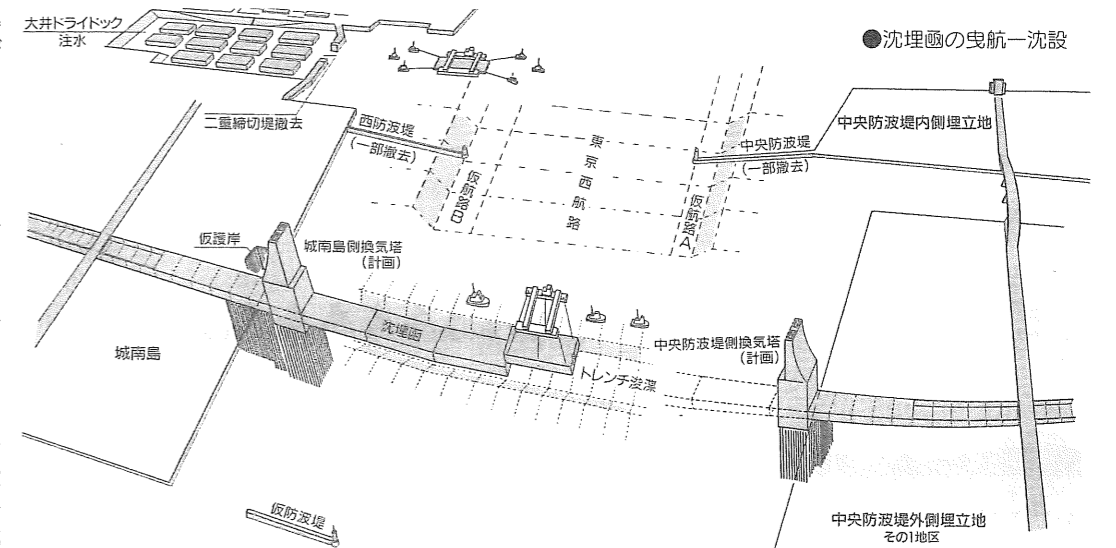 大井ドライドック
注水
●沈埋凾の曳航一沈設
二重締切堤撤去
西防波堤
(一部撤去)
中央防波堤
(一部撤去)
中央防波堤内側埋立地
仮航路B
東京西航路
仮航路A
仮護岸
城南島側換気塔
(計画)
沈埋函
中央防波堤側換気塔
(計画)
城南島
トレンチ浚渫
仮防波堤
中央防波堤外側埋立地
その1地区